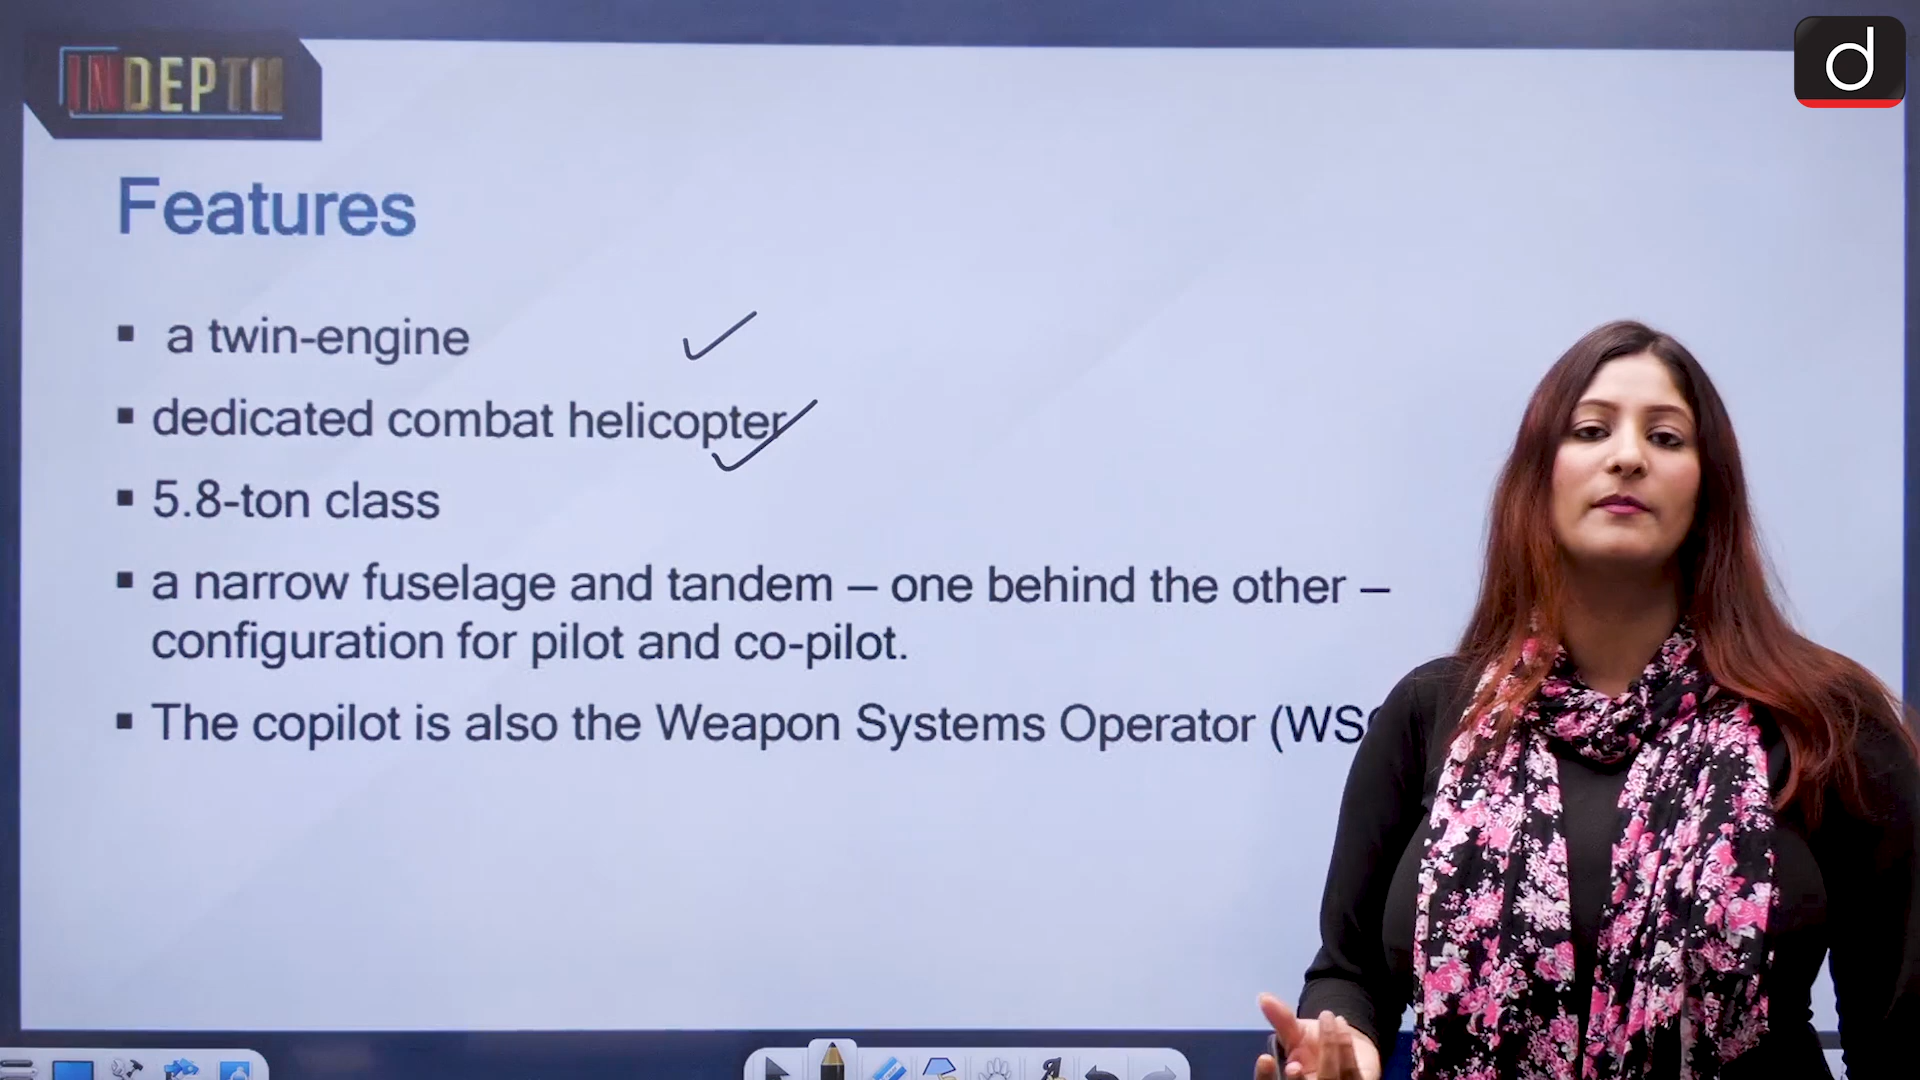 INDEPTH
d
Features
a twin-engine
dedicated combat helicopter
5.8-ton class
a narrow fuselage and tandem – one behind the other –
configuration for pilot and co-pilot.
The copilot is also the Weapon Systems Operator (WS